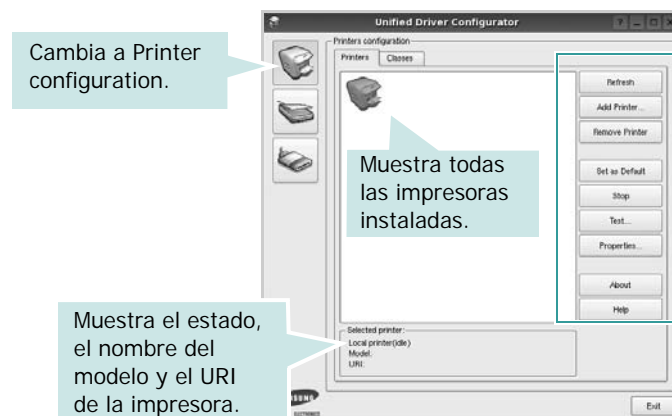 Unified Driver Configurator
Cambia a Printer
configuration.
Printers configuration
Printers Classes
Refresh
Add Printer...
Remove Printer
Set as Default
Stop
Test...
Properties...
About
Help
Muestra todas
las impresoras
instaladas.
Selected printer:
Local printer(idle)
Model:
URI:
Muestra el estado,
el nombre del
modelo y el URI
de la impresora.
ELECTRONICS
Exit